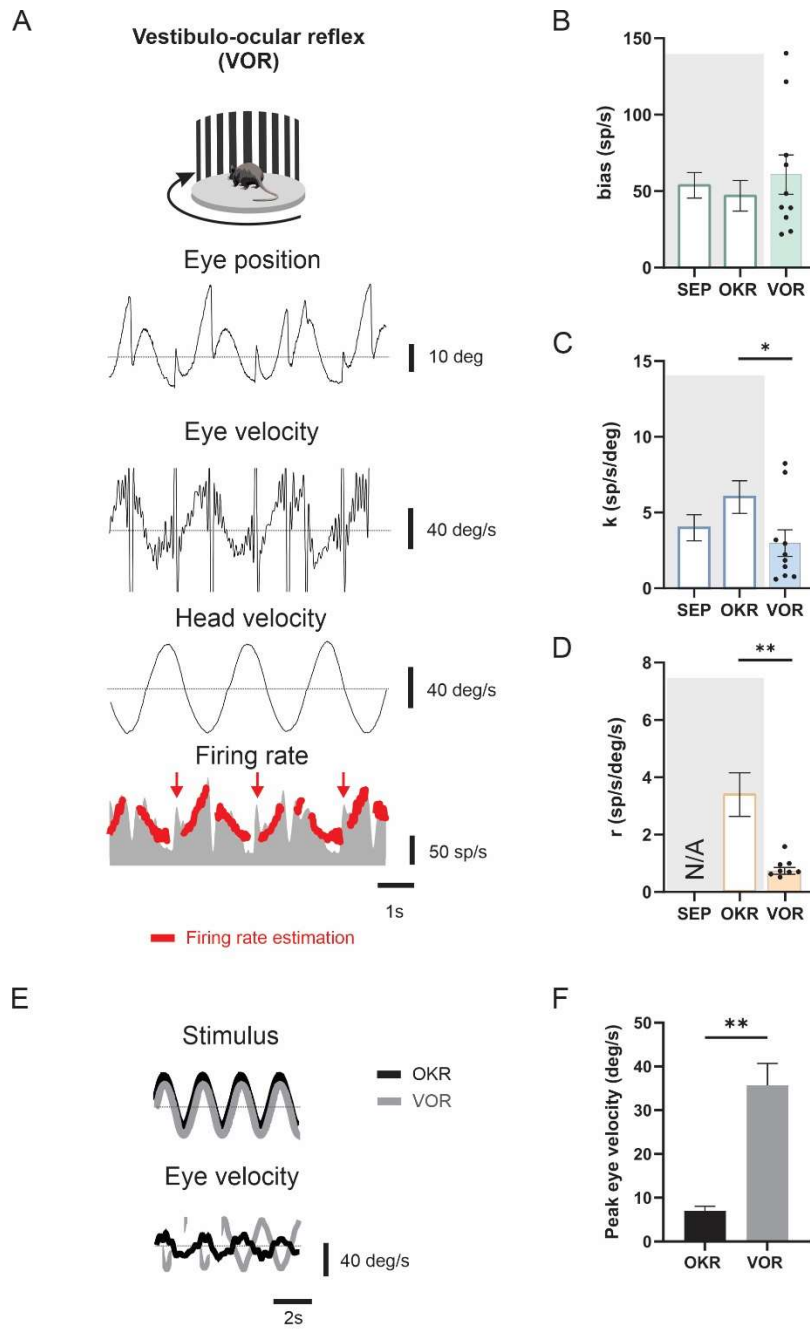 A
Vestibulo-ocular reflex
(VOR)
Eye position
10 deg
Eye velocity
40 deg/s
Head velocity
40 deg/s
Firing rate
50 sp/s
1s
Firing rate estimation
B
bias (sp/s)
150
100
50
0
SEP OKR VOR
C
*
k (sp/s/deg)
15
10
5
0
SEP OKR VOR
D
**
r (sp/s/deg/s)
8
6
4
2
0
N/A
SEP OKR VOR
E
Stimulus
OKR
VOR
Eye velocity
40 deg/s
2s
F
**
Peak eye velocity (deg/s)
50
40
30
20
10
0
OKR VOR